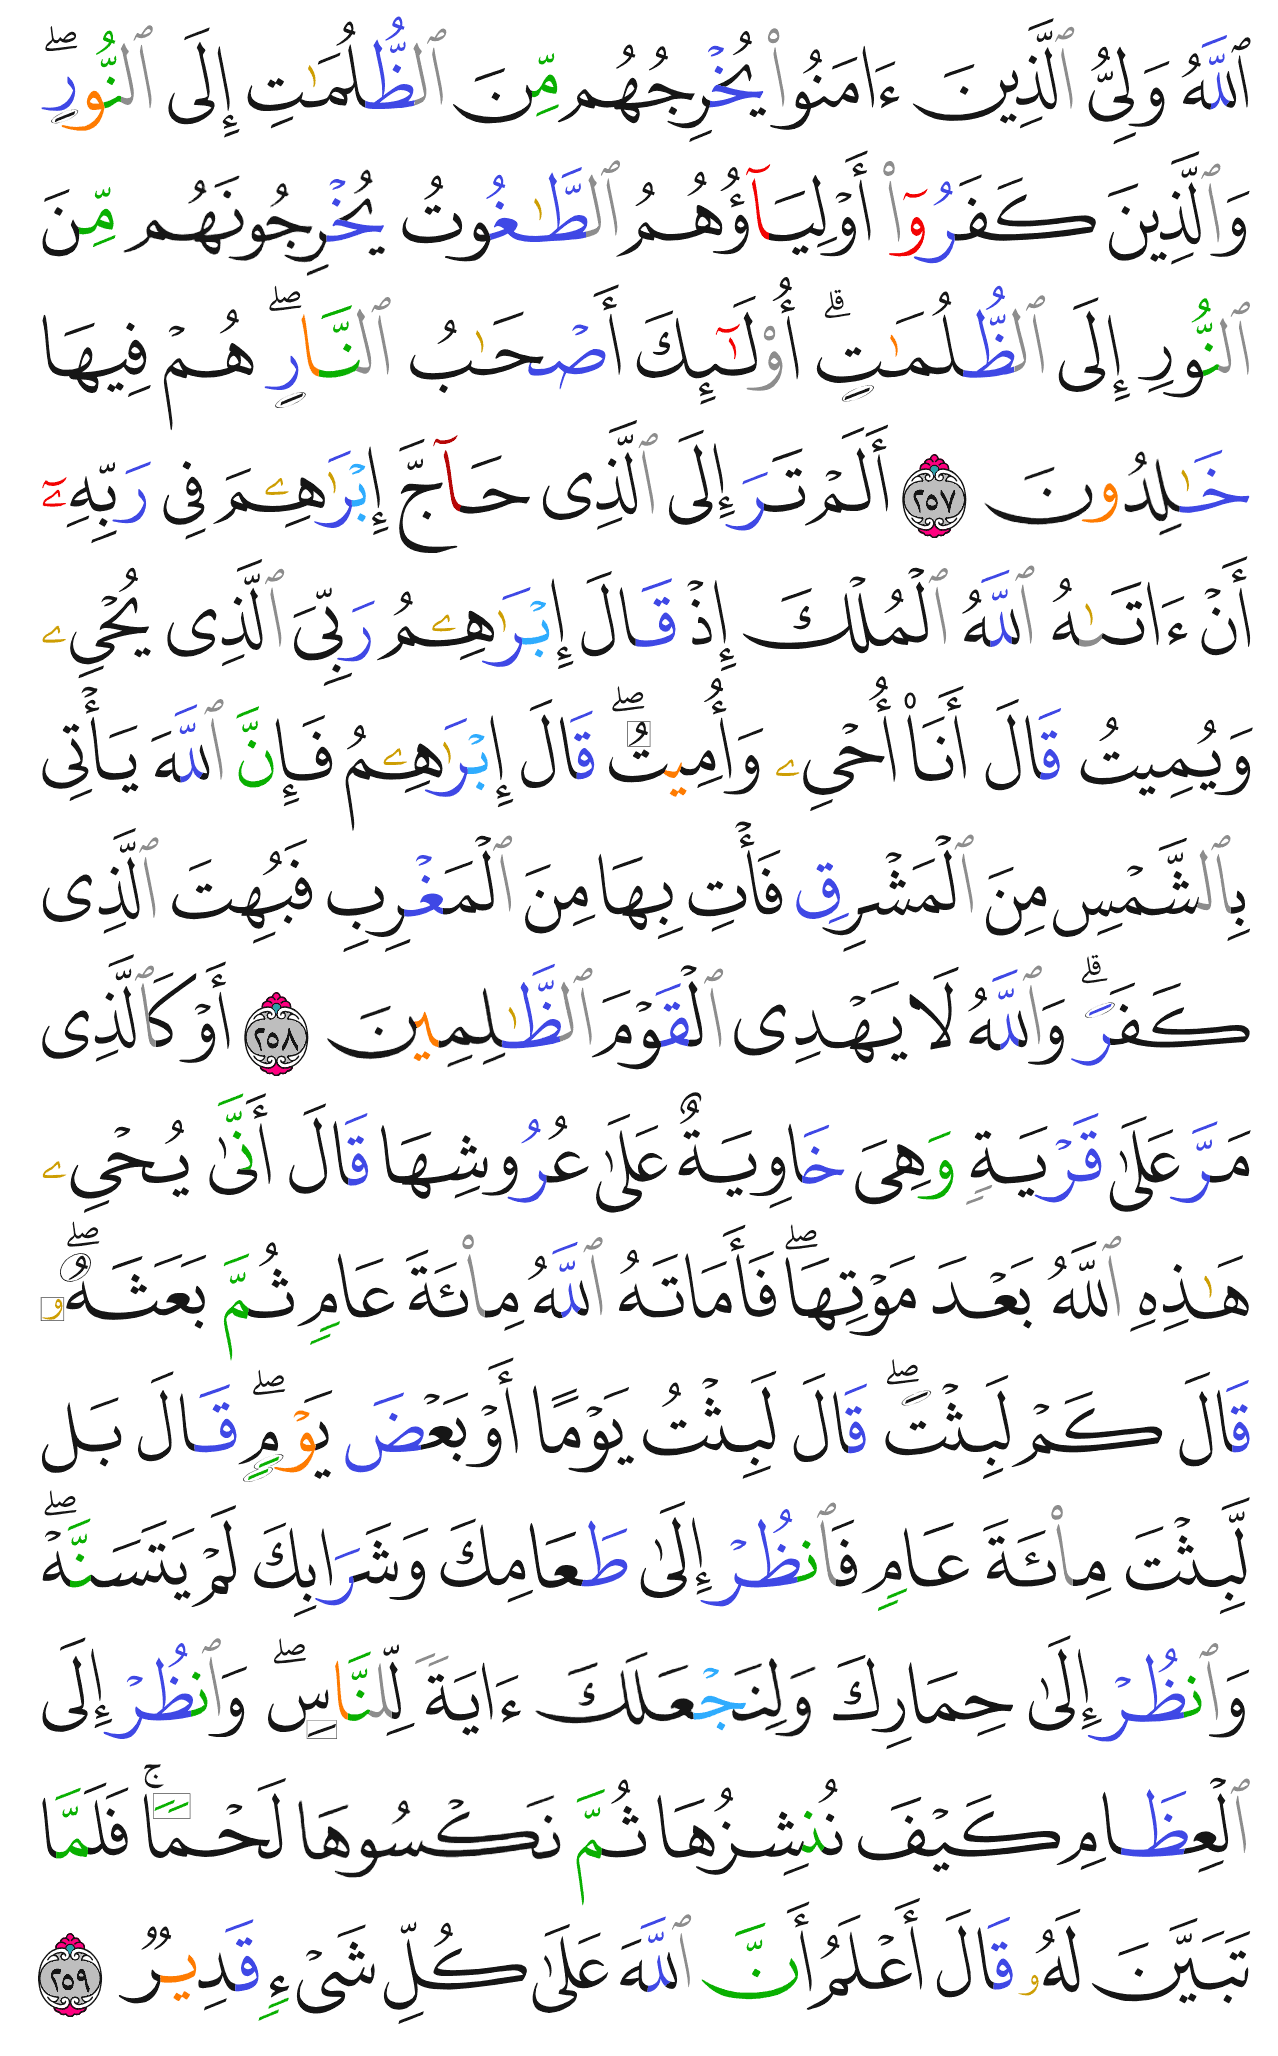 ٱللَّهُ وَلِىُّ ٱلَّذِينَ ءَامَنُوا۟ يُخْرِجُهُم مِّنَ ٱلظُّلُمَـٰتِ إِلَى ٱلنُّورِ ۖ
وَٱلَّذِينَ كَفَرُوٓا۟ أَوْلِيَآؤُهُمُ ٱلطَّـٰغُوتُ يُخْرِجُونَهُم مِّنَ
ٱلنُّورِ إِلَى ٱلظُّلُمَـٰتِ ۗ أُو۟لَـٰٓئِكَ أَصْحَـٰبُ ٱلنَّارِ ۖ هُمْ فِيهَا
خَـٰلِدُونَ ٢٥٧ أَلَمْ تَرَ إِلَى ٱلَّذِى حَآجَّ إِبْرَٰهِـۧمَ فِى رَبِّهِۦٓ
أَنْ ءَاتَىٰهُ ٱللَّهُ ٱلْمُلْكَ إِذْ قَالَ إِبْرَٰهِـۧمُ رَبِّىَ ٱلَّذِى يُحْىِۦ
وَيُمِيتُ قَالَ أَنَا۠ أُحْىِۦ وَأُمِيتُ ۖ قَالَ إِبْرَٰهِـۧمُ فَإِنَّ ٱللَّهَ يَأْتِى
بِٱلشَّمْسِ مِنَ ٱلْمَشْرِقِ فَأْتِ بِهَا مِنَ ٱلْمَغْرِبِ فَبُهِتَ ٱلَّذِى
كَفَرَ ۗ وَٱللَّهُ لَا يَهْدِى ٱلْقَوْمَ ٱلظَّـٰلِمِينَ ٢٥٨ أَوْ كَٱلَّذِى
مَرَّ عَلَىٰ قَرْيَةٍ وَهِىَ خَاوِيَةٌ عَلَىٰ عُرُوشِهَا قَالَ أَنَّىٰ يُحْىِۦ
هَـٰذِهِ ٱللَّهُ بَعْدَ مَوْتِهَا ۖ فَأَمَاتَهُ ٱللَّهُ مِا۟ئَةَ عَامٍ ثُمَّ بَعَثَهُۥ ۖ
قَالَ كَمْ لَبِثْتَ ۖ قَالَ لَبِثْتُ يَوْمًا أَوْ بَعْضَ يَوْمٍ ۖ قَالَ بَل
لَّبِثْتَ مِا۟ئَةَ عَامٍ فَٱنظُرْ إِلَىٰ طَعَامِكَ وَشَرَابِكَ لَمْ يَتَسَنَّهْ ۖ
وَٱنظُرْ إِلَىٰ حِمَارِكَ وَلِنَجْعَلَكَ ءَايَةً لِّلنَّاسِ ۖ وَٱنظُرْ إِلَى
ٱلْعِظَامِ كَيْفَ نُنشِزُهَا ثُمَّ نَكْسُوهَا لَحْمًا ۚ فَلَمَّا
تَبَيَّنَ لَهُۥ قَالَ أَعْلَمُ أَنَّ ٱللَّهَ عَلَىٰ كُلِّ شَىْءٍ قَدِيرٌ ٢٥٩